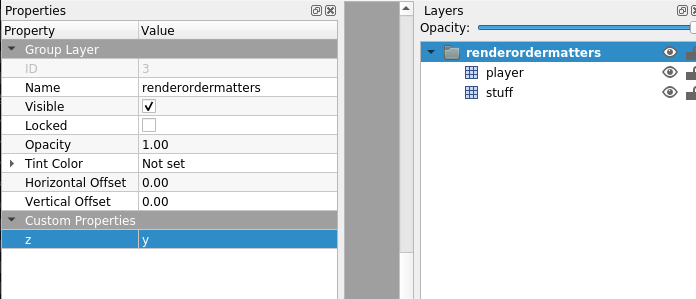 Properties
Property Value
Group Layer
ID 3
Name renderordermatters
Visible
Locked
Opacity 1.00
Tint Color Not set
Horizontal Offset 0.00
Vertical Offset 0.00
Custom Properties
z y
Layers
Opacity:
renderordermatters
player
stuff